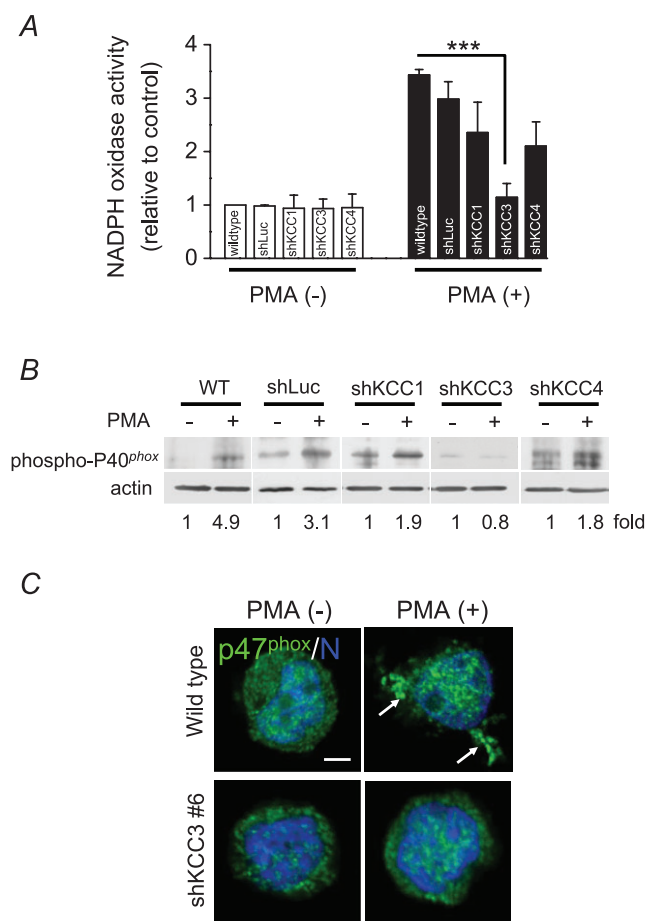 A
NADPH oxidase activity
(relative to control)
4
3
2
1
0
***
wildtype
shLuc
shKCC1
shKCC3
shKCC4
wildtype
shLuc
shKCC1
shKCC3
shKCC4
PMA (-)
PMA (+)
B
WT shLuc shKCC1 shKCC3 shKCC4
PMA - + - + - + - + - +
phospho-P40phox
actin
1 4.9 1 3.1 1 1.9 1 0.8 1 1.8 fold
C
PMA (-) PMA (+)
Wild type
p47phox/N
shKCC3 #6